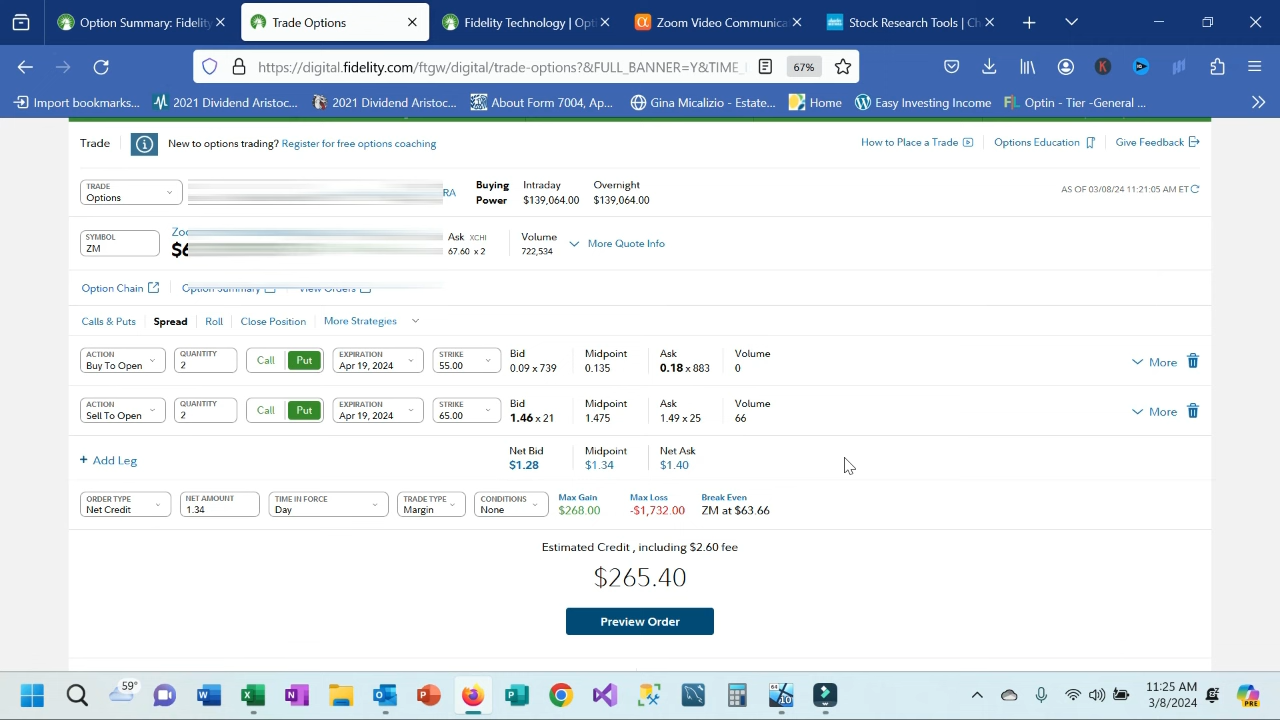 Option Summary: Fidelity
Trade Options
Fidelity Technology | Opti
Zoom Video Communica
Stock Research Tools | Ch
https://digital.fidelity.com/ftgw/digital/trade-options?&FULL_BANNER=Y&TIME_
67%
Import bookmarks...
2021 Dividend Aristoc...
2021 Dividend Aristoc...
About Form 7004, Ap...
Gina Micalizio - Estate...
Home
Easy Investing Income
Optin - Tier -General ...
Trade
New to options trading? Register for free options coaching
How to Place a Trade
Options Education
Give Feedback
TRADE
Options
RA
Buying Power
Intraday
$139,064.00
Overnight
$139,064.00
AS OF 03/08/24 11:21:05 AM ET
SYMBOL
ZM
Ask XCHI
67.60 x 2
Volume
722,534
More Quote Info
Option Chain
Option Summary
View Orders
Calls & Puts
Spread
Roll
Close Position
More Strategies
ACTION
Buy To Open
QUANTITY
2
Call
Put
EXPIRATION
Apr 19, 2024
STRIKE
55.00
Bid
0.09 x 739
Midpoint
0.135
Ask
0.18 x 883
Volume
0
More
ACTION
Sell To Open
QUANTITY
2
Call
Put
EXPIRATION
Apr 19, 2024
STRIKE
65.00
Bid
1.46 x 21
Midpoint
1.475
Ask
1.49 x 25
Volume
66
More
+ Add Leg
Net Bid
$1.28
Midpoint
$1.34
Net Ask
$1.40
ORDER TYPE
Net Credit
NET AMOUNT
1.34
TIME IN FORCE
Day
TRADE TYPE
Margin
CONDITIONS
None
Max Gain
$268.00
Max Loss
-$1,732.00
Break Even
ZM at $63.66
Estimated Credit , including $2.60 fee
$265.40
Preview Order
59°
11:25 AM
3/8/2024